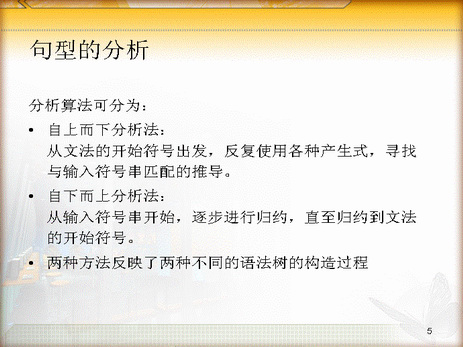 句型的分析
分析算法可分为:
• 自上而下分析法:
从文法的开始符号出发，反复使用各种产生式，寻找
与输入符号串匹配的推导。
• 自下而上分析法:
从输入符号串开始，逐步进行归约，直至归约到文法
的开始符号。
• 两种方法反映了两种不同的语法树的构造过程
5